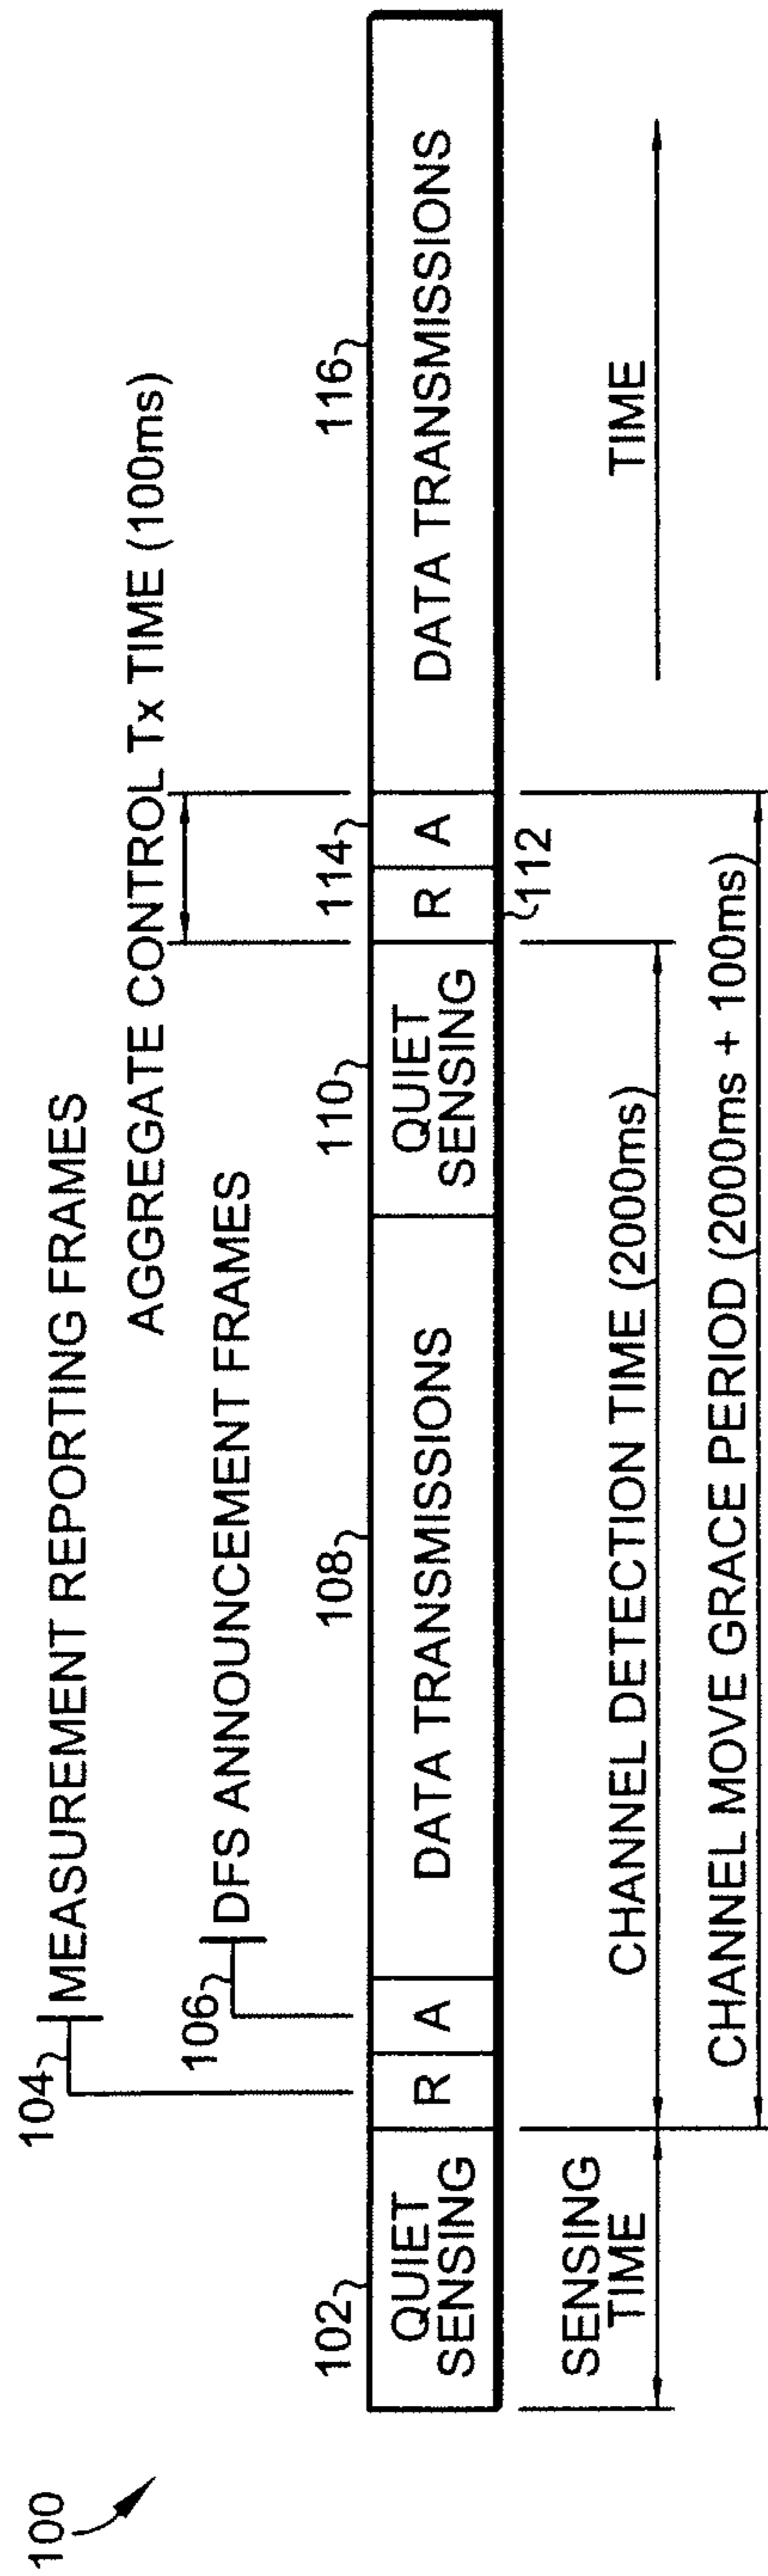 100
104
MEASUREMENT REPORTING FRAMES
AGGREGATE CONTROL Tx TIME (100ms)
106
DFS ANNOUNCEMENT FRAMES
102
108
110
114
116
QUIET
SENSING
R
A
DATA TRANSMISSIONS
QUIET
SENSING
R
A
DATA TRANSMISSIONS
112
SENSING
TIME
CHANNEL DETECTION TIME (2000ms)
TIME
CHANNEL MOVE GRACE PERIOD (2000ms + 100ms)